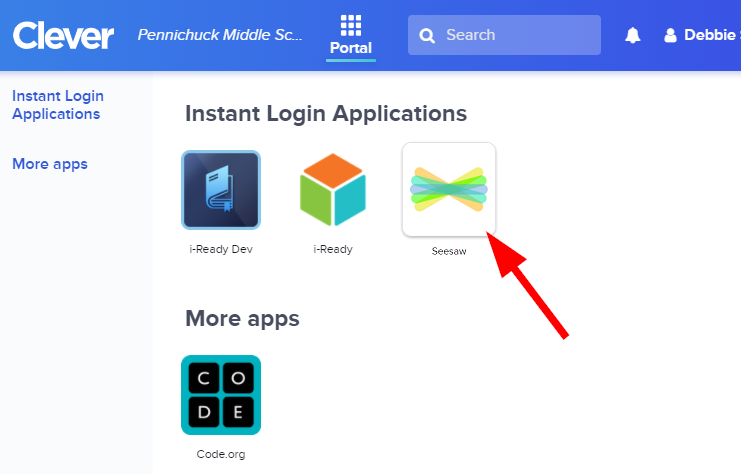 Clever
Pennichuck Middle Sc...
Portal
Search
Debbie
Instant Login
Applications
More apps
Instant Login Applications
i-Ready Dev
i-Ready
Seesaw
More apps
C O
D E
Code.org